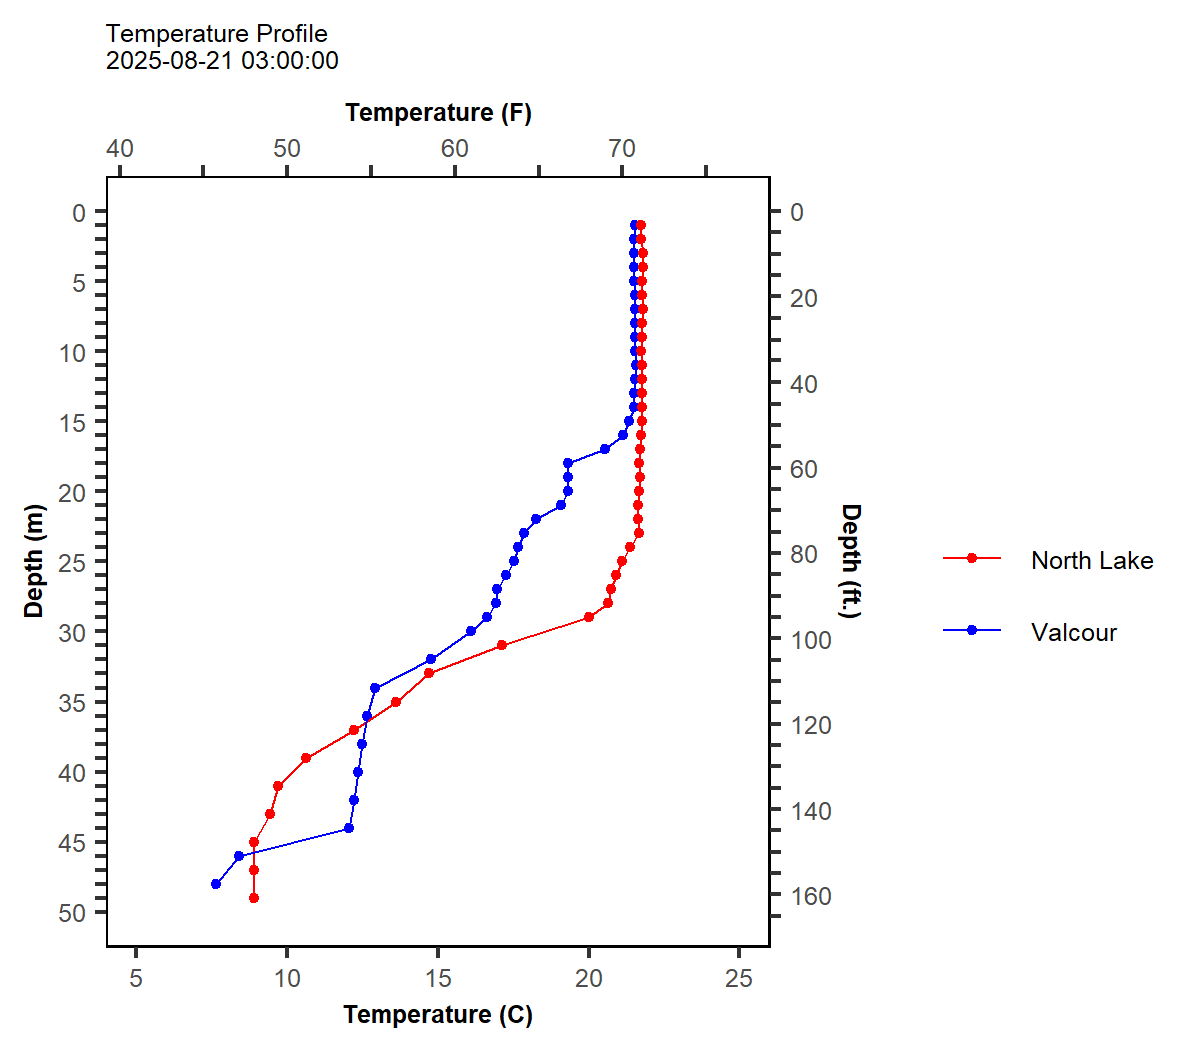 Temperature Profile
2025-08-21 03:00:00
Temperature (F)
40 50 60 70
0
5
10
15
20
25
30
35
40
45
50
Depth (m)
0
20
40
60
80
100
120
140
160
Depth (ft.)
5 10 15 20 25
Temperature (C)
North Lake
Valcour